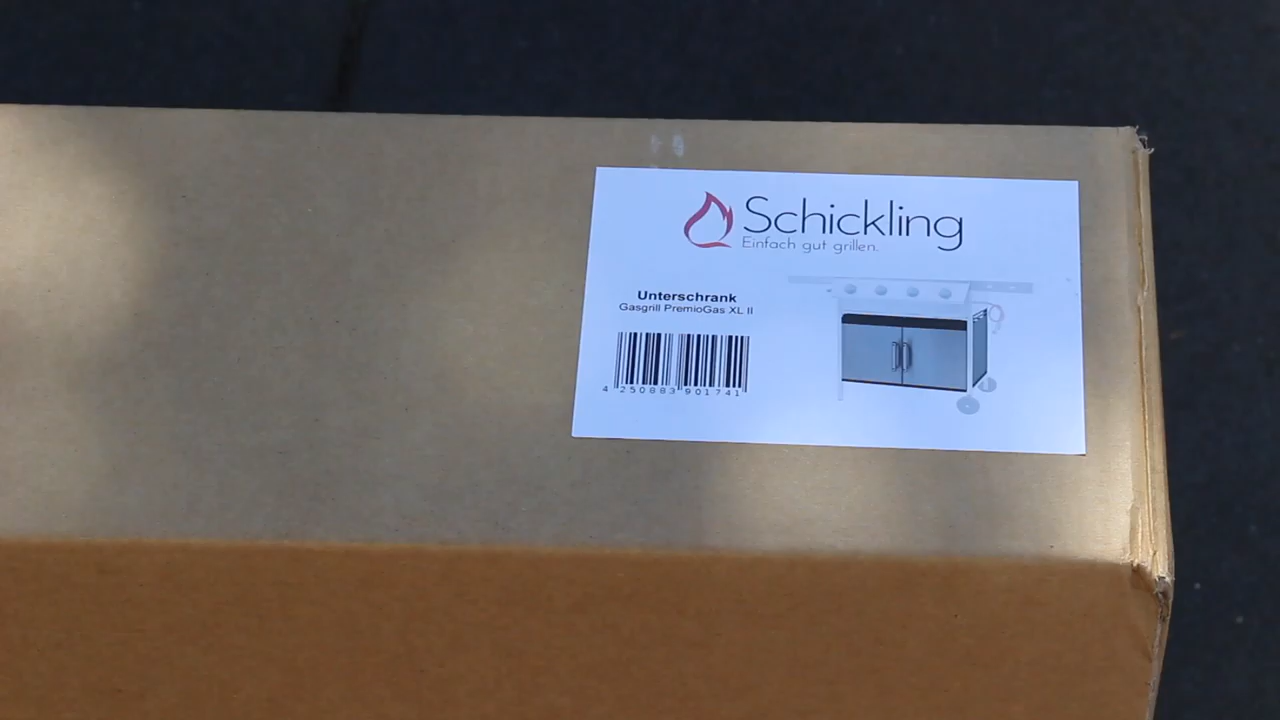 Schickling
Einfach gut grillen.
Unterschrank
Gasgrill PremioGas XL II
4 250883 901741